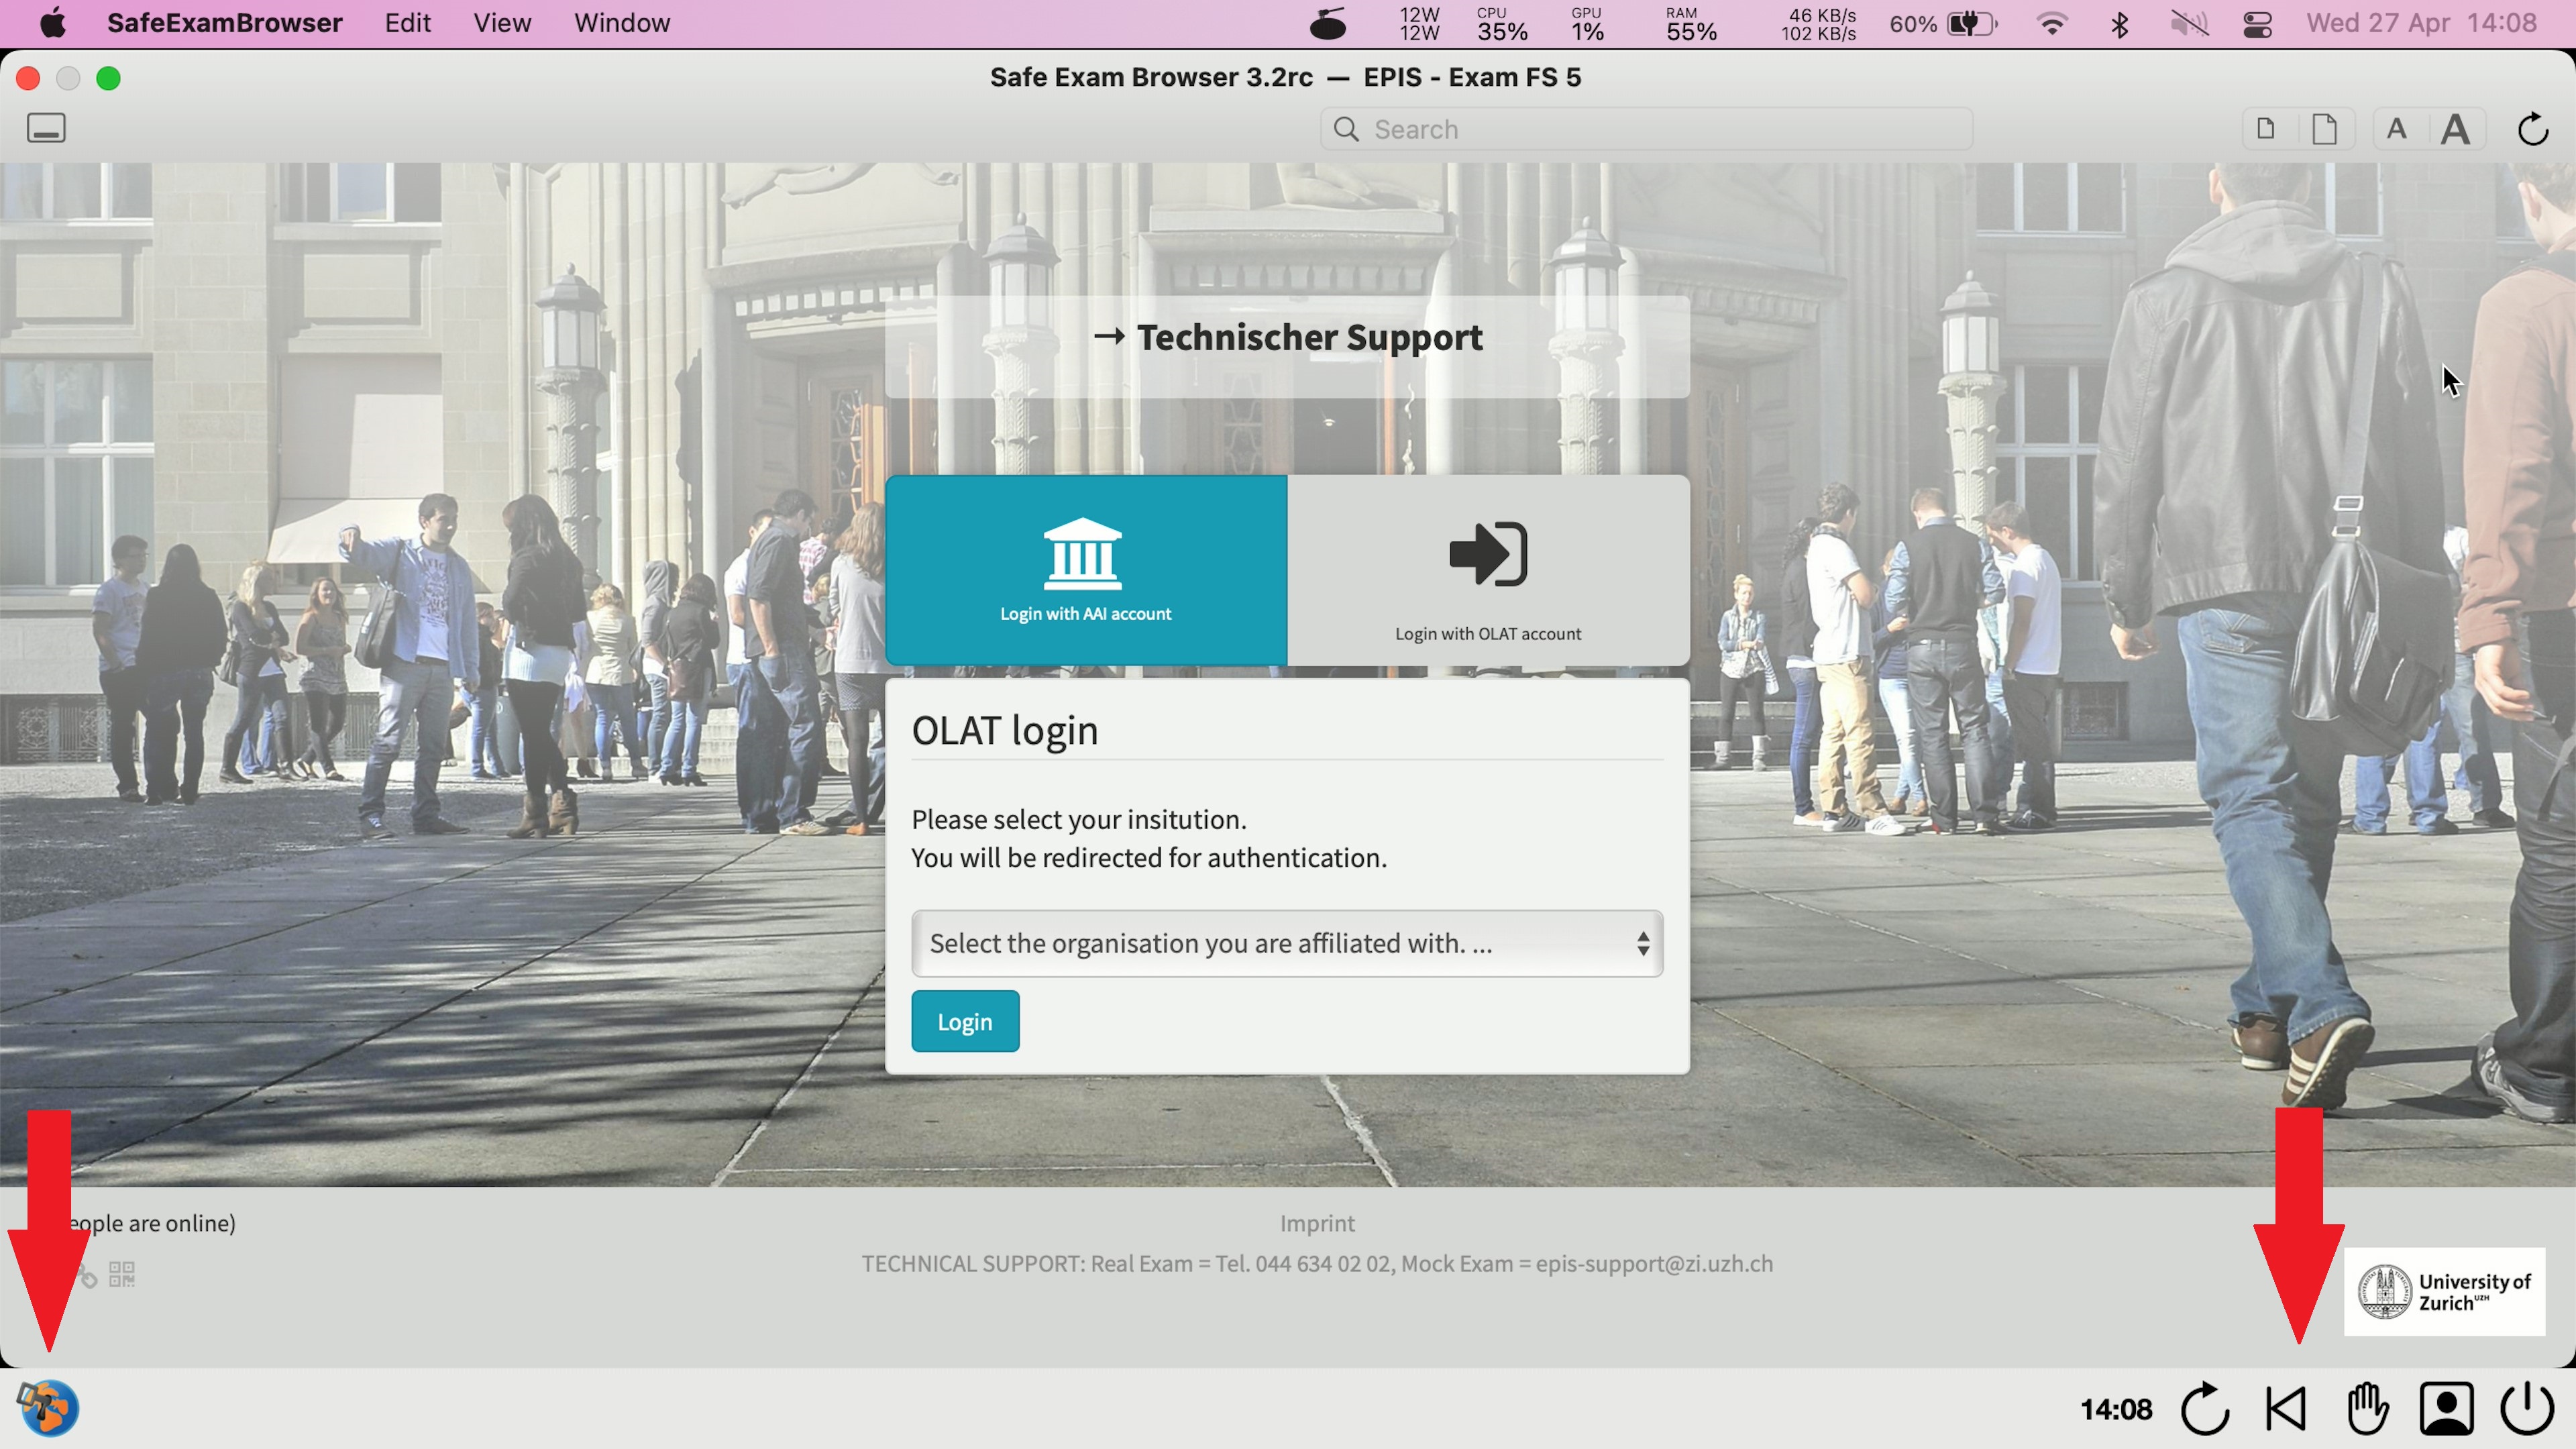 SafeExamBrowser Edit View Window 12W 12W CPU 35% GPU 1% RAM 55% 46 KB/s 102 KB/s 60% Wed 27 Apr 14:08
Safe Exam Browser 3.2rc — EPIS - Exam FS 5
Search A A
→ Technischer Support
Login with AAI account
Login with OLAT account
OLAT login
Please select your insitution.
You will be redirected for authentication.
Select the organisation you are affiliated with. ...
Login
eople are online)
Imprint
TECHNICAL SUPPORT: Real Exam = Tel. 044 634 02 02, Mock Exam = epis-support@zi.uzh.ch
University of
Zurich UZH
14:08